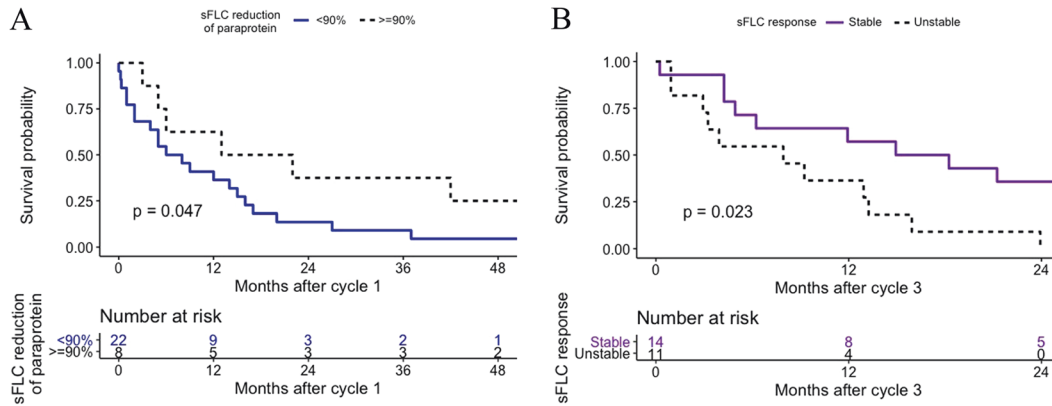 A
sFLC reduction
of paraprotein
<90%
>=90%
Survival probability
1.00
0.75
0.50
0.25
0.00
p = 0.047
0 12 24 36 48
Months after cycle 1
Number at risk
sFLC reduction
of paraprotein
<90% 22 9 3 2 1
>=90% 8 5 3 3 2
0 12 24 36 48
Months after cycle 1
B
sFLC response
Stable
Unstable
Survival probability
1.00
0.75
0.50
0.25
0.00
p = 0.023
0 12 24
Months after cycle 3
Number at risk
sFLC response
Stable 14 8 5
Unstable 11 4 0
0 12 24
Months after cycle 3